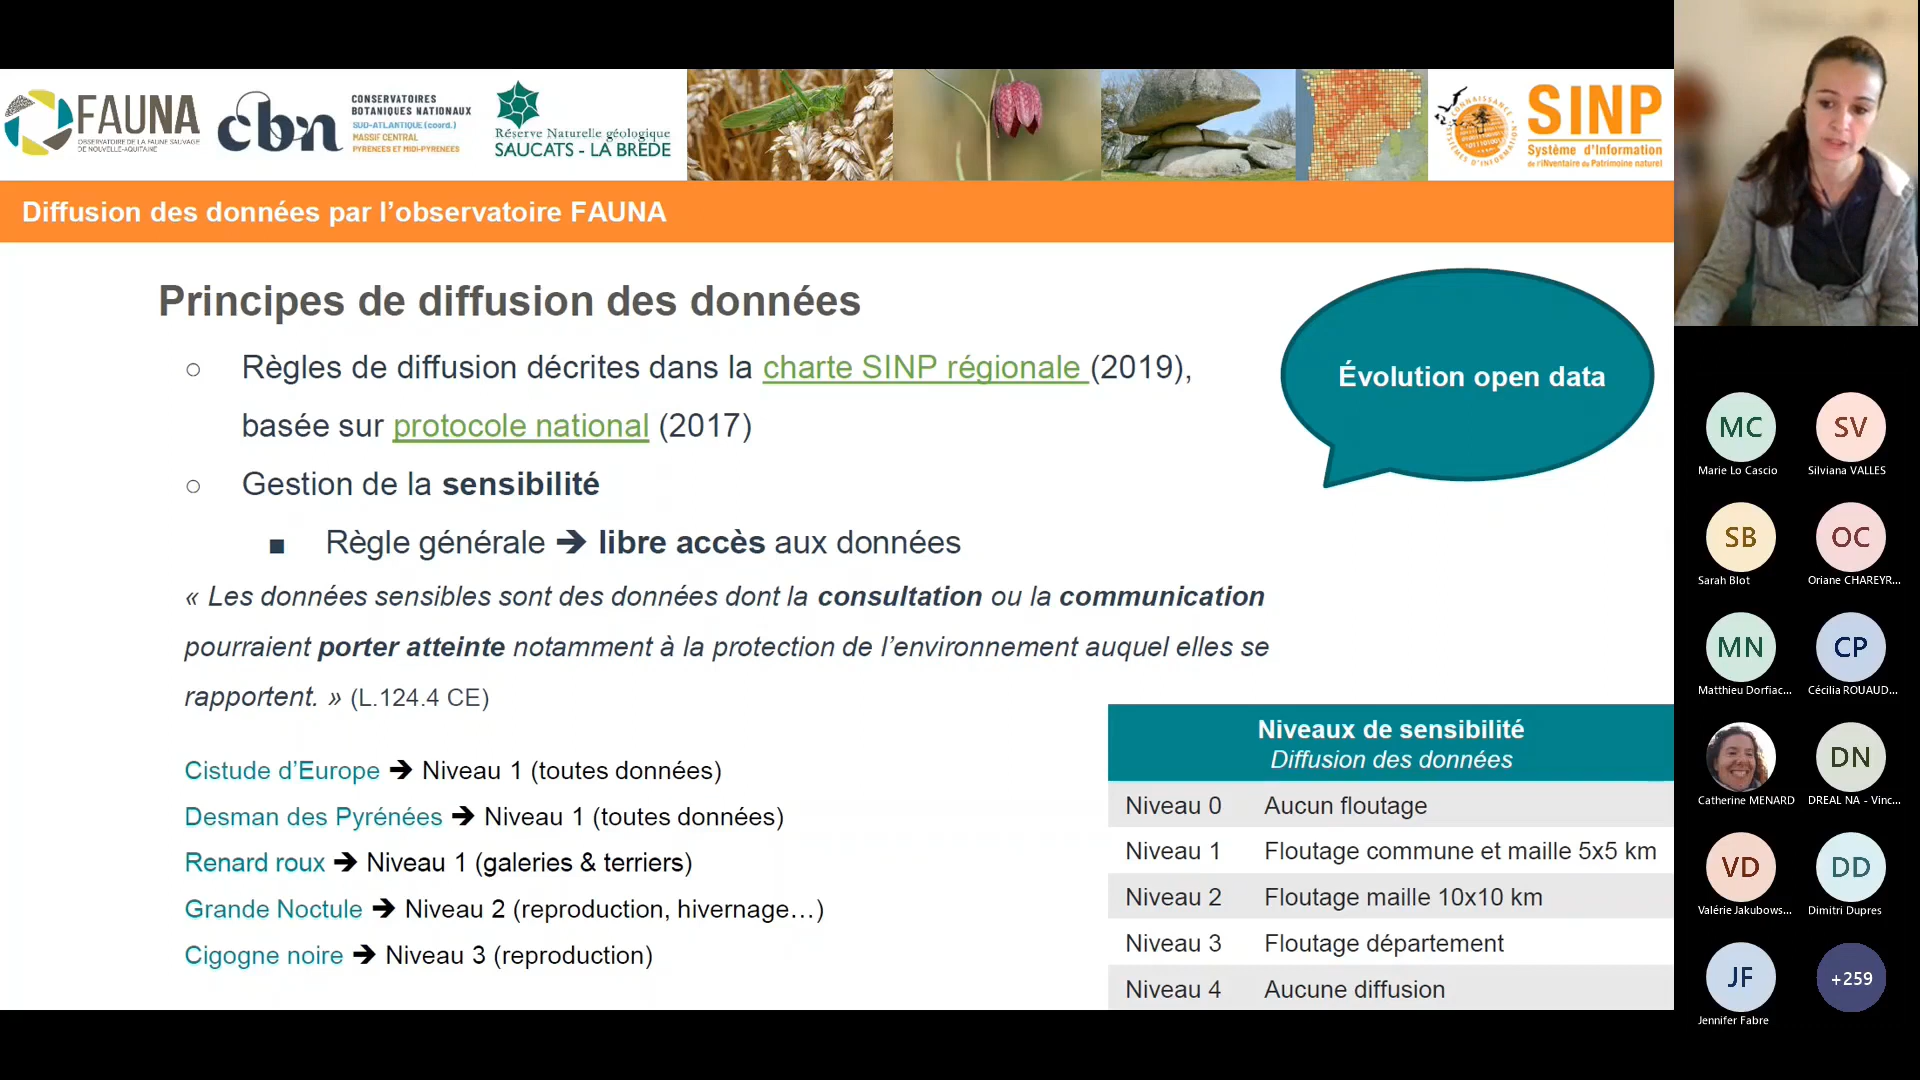 FAUNA
OBSERVATOIRE DE LA FAUNE SAUVAGE
DE NOUVELLE-AQUITAINE
cbn
CONSERVATOIRES
BOTANIQUES NATIONAUX
SUD-ATLANTIQUE (coord.)
MASSIF CENTRAL
PYRENEES ET MIDI-PYRENEES
Réserve Naturelle géologique
SAUCATS - LA BRÈDE
SINP
Système d'Information
de l'iNventaire du Patrimoine naturel
Diffusion des données par l'observatoire FAUNA
Principes de diffusion des données
○ Règles de diffusion décrites dans la charte SINP régionale (2019),
basée sur protocole national (2017)
○ Gestion de la sensibilité
■ Règle générale ➔ libre accès aux données
« Les données sensibles sont des données dont la consultation ou la communication
pourraient porter atteinte notamment à la protection de l'environnement auquel elles se
rapportent. » (L.124.4 CE)
Évolution open data
Cistude d'Europe ➔ Niveau 1 (toutes données)
Desman des Pyrénées ➔ Niveau 1 (toutes données)
Renard roux ➔ Niveau 1 (galeries & terriers)
Grande Noctule ➔ Niveau 2 (reproduction, hivernage…)
Cigogne noire ➔ Niveau 3 (reproduction)
Niveaux de sensibilité
Diffusion des données
Niveau 0 Aucun floutage
Niveau 1 Floutage commune et maille 5x5 km
Niveau 2 Floutage maille 10x10 km
Niveau 3 Floutage département
Niveau 4 Aucune diffusion
MC SV
Marie Lo Cascio Silviana VALLES
SB OC
Sarah Blot Oriane CHAREYR...
MN CP
Matthieu Dorfiac... Cécilia ROUAUD...
DN
Catherine MENARD DREAL NA - Vinc...
VD DD
Valérie Jakubows... Dimitri Dupres
JF +259
Jennifer Fabre